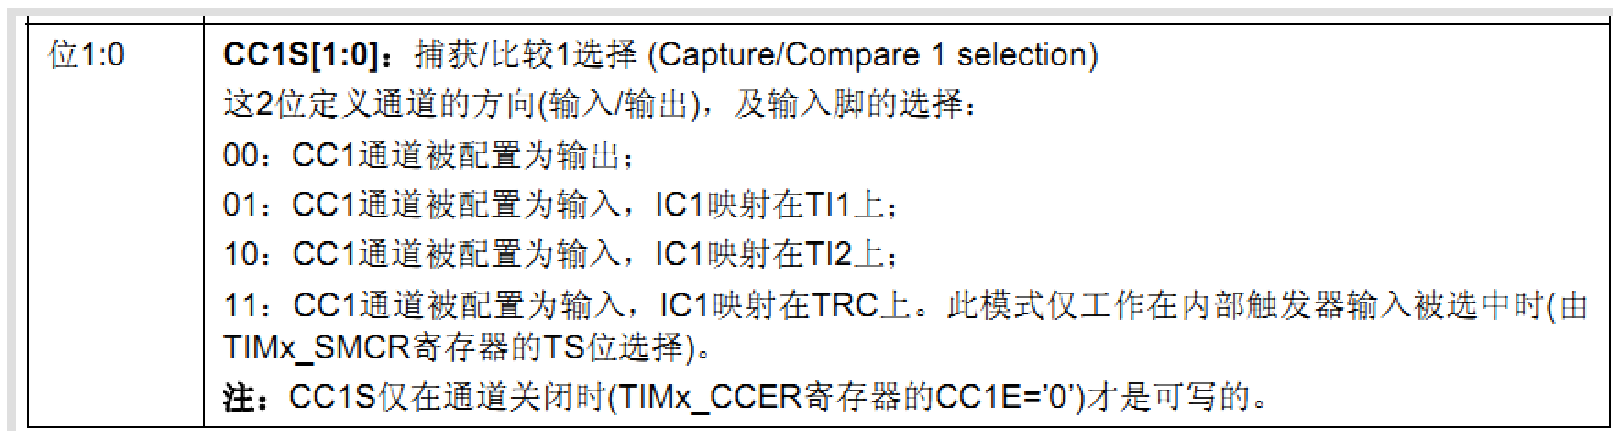 位1:0
CC1S[1:0]：捕获/比较1选择 (Capture/Compare 1 selection)
这2位定义通道的方向(输入/输出)，及输入脚的选择：
00：CC1通道被配置为输出；
01：CC1通道被配置为输入，IC1映射在TI1上；
10：CC1通道被配置为输入，IC1映射在TI2上；
11：CC1通道被配置为输入，IC1映射在TRC上。此模式仅工作在内部触发器输入被选中时(由
TIMx_SMCR寄存器的TS位选择)。
注：CC1S仅在通道关闭时(TIMx_CCER寄存器的CC1E='0')才是可写的。